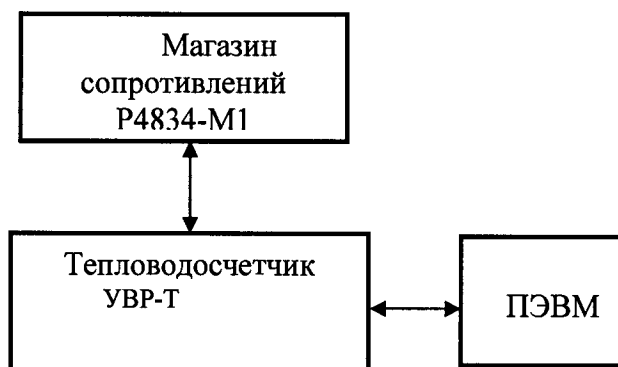 Магазин
сопротивлений
Р4834-М1
Тепловодосчетчик
УВР-Т
ПЭВМ